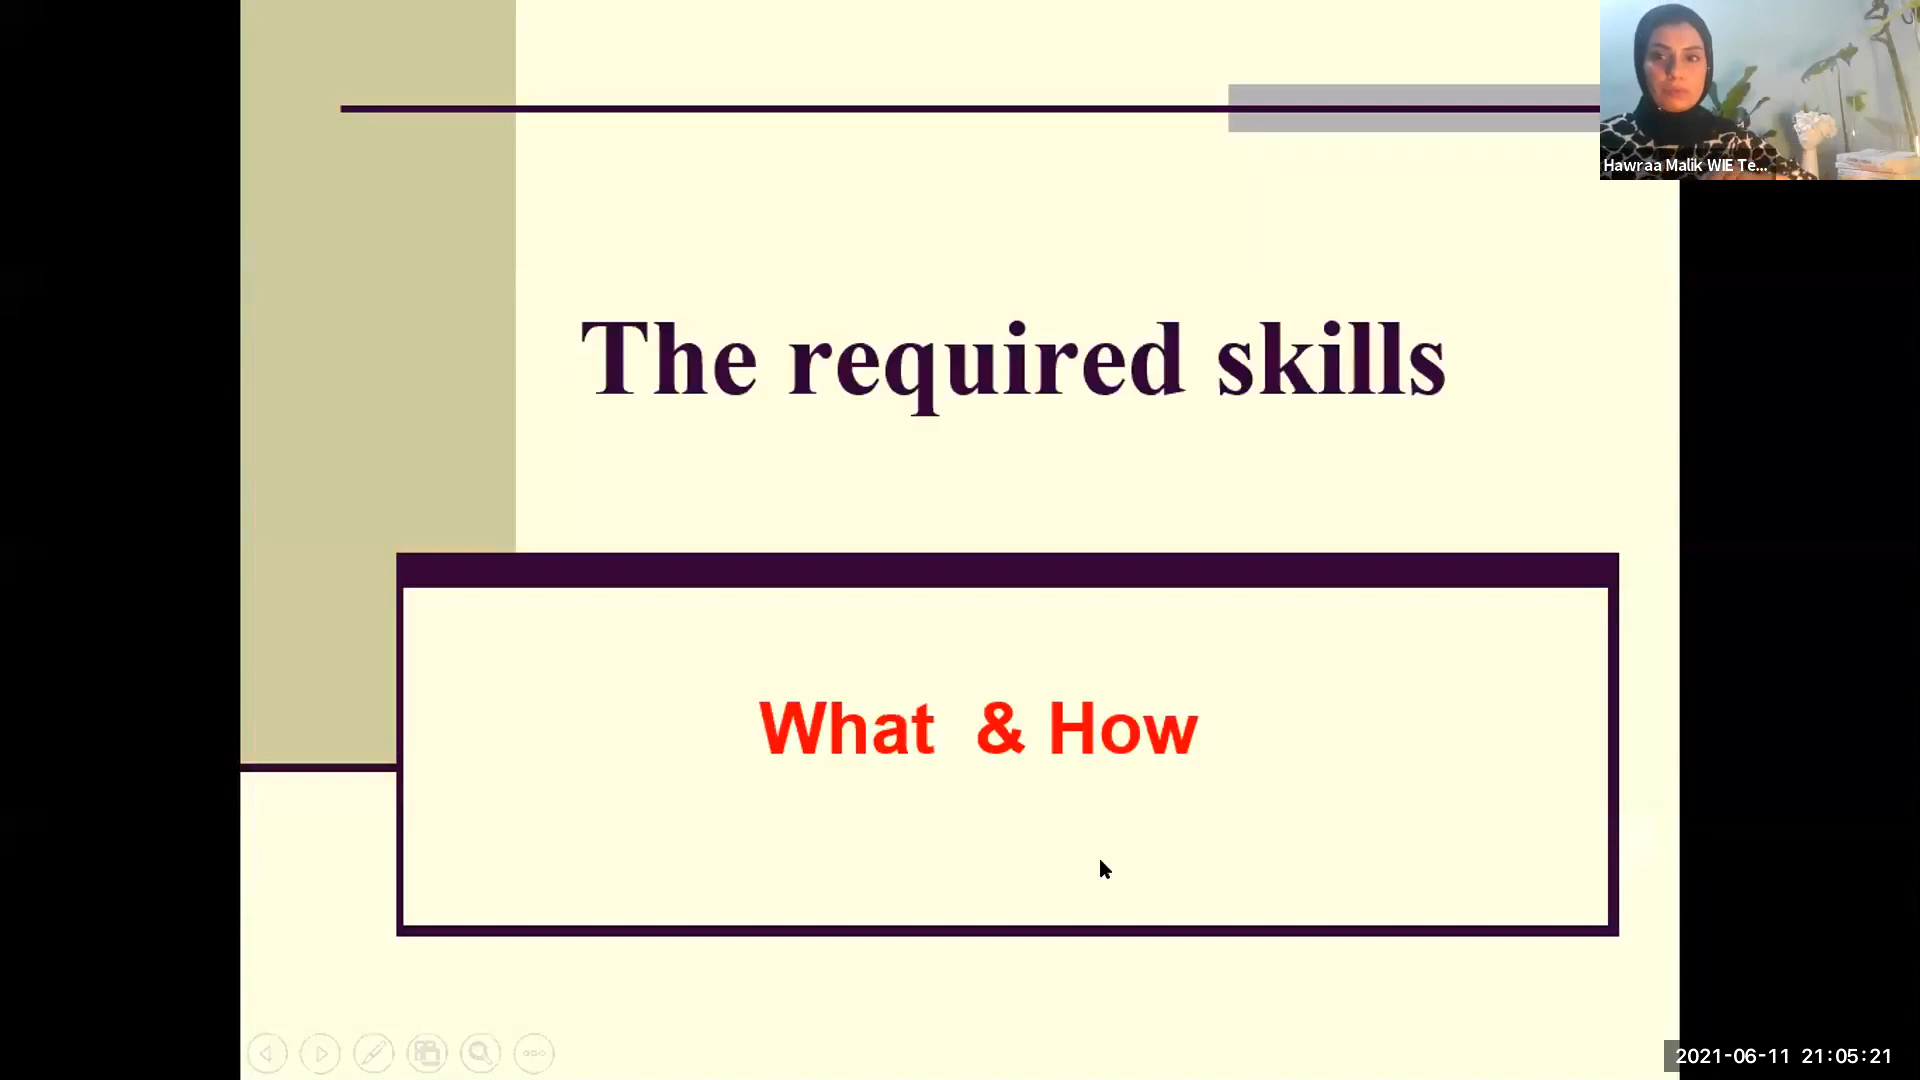 Hawraa Malik WIE Te...
The required skills
What & How
2021-06-11 21:05:21